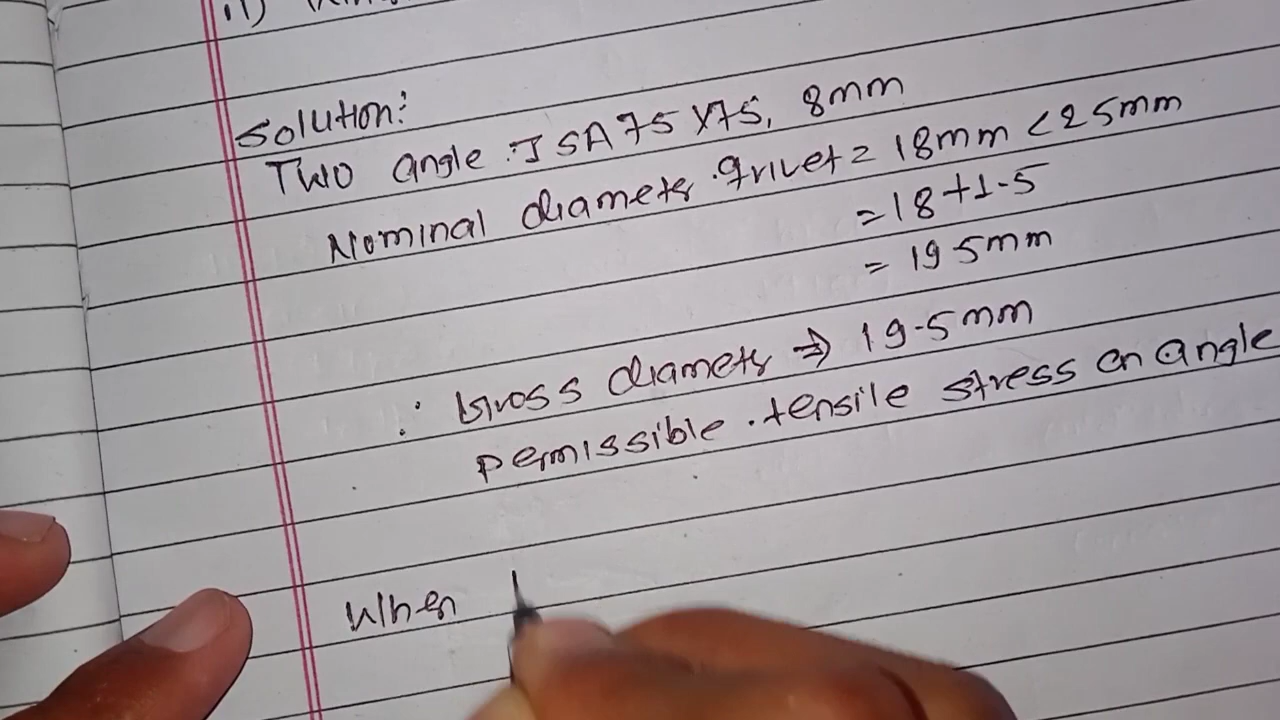 Solution:
Two angle ISA 75 X75, 8mm
Nominal diameter of rivet = 18mm < 25mm
= 18 + 1.5
= 19 5mm
∴ Gross diameter ⇒ 19.5mm
permissible tensile stress on angle
When